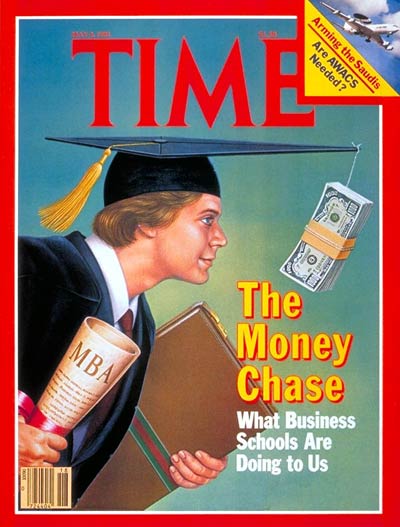 TIME
Arming the Saudis
Are AWACS
Needed?
MBA
The
Money
Chase
What Business
Schools Are
Doing to Us